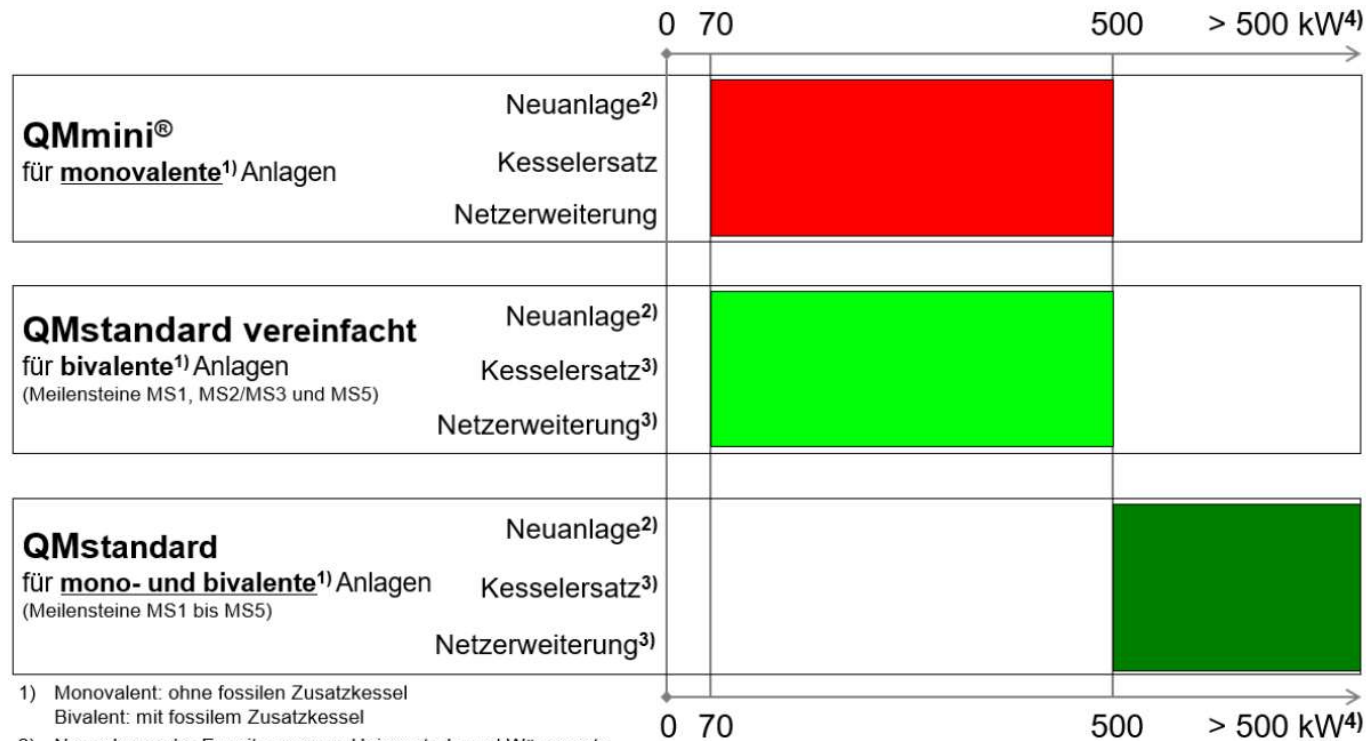 0 70 500 > 500 kW4)
QMmini®
für monovalente1) Anlagen
Neuanlage2)
Kesselersatz
Netzerweiterung
QMstandard vereinfacht
für bivalente1) Anlagen
(Meilensteine MS1, MS2/MS3 und MS5)
Neuanlage2)
Kesselersatz3)
Netzerweiterung3)
QMstandard
für mono- und bivalente1) Anlagen
(Meilensteine MS1 bis MS5)
Neuanlage2)
Kesselersatz3)
Netzerweiterung3)
1) Monovalent: ohne fossilen Zusatzkessel
Bivalent: mit fossilem Zusatzkessel
0 70 500 > 500 kW4)